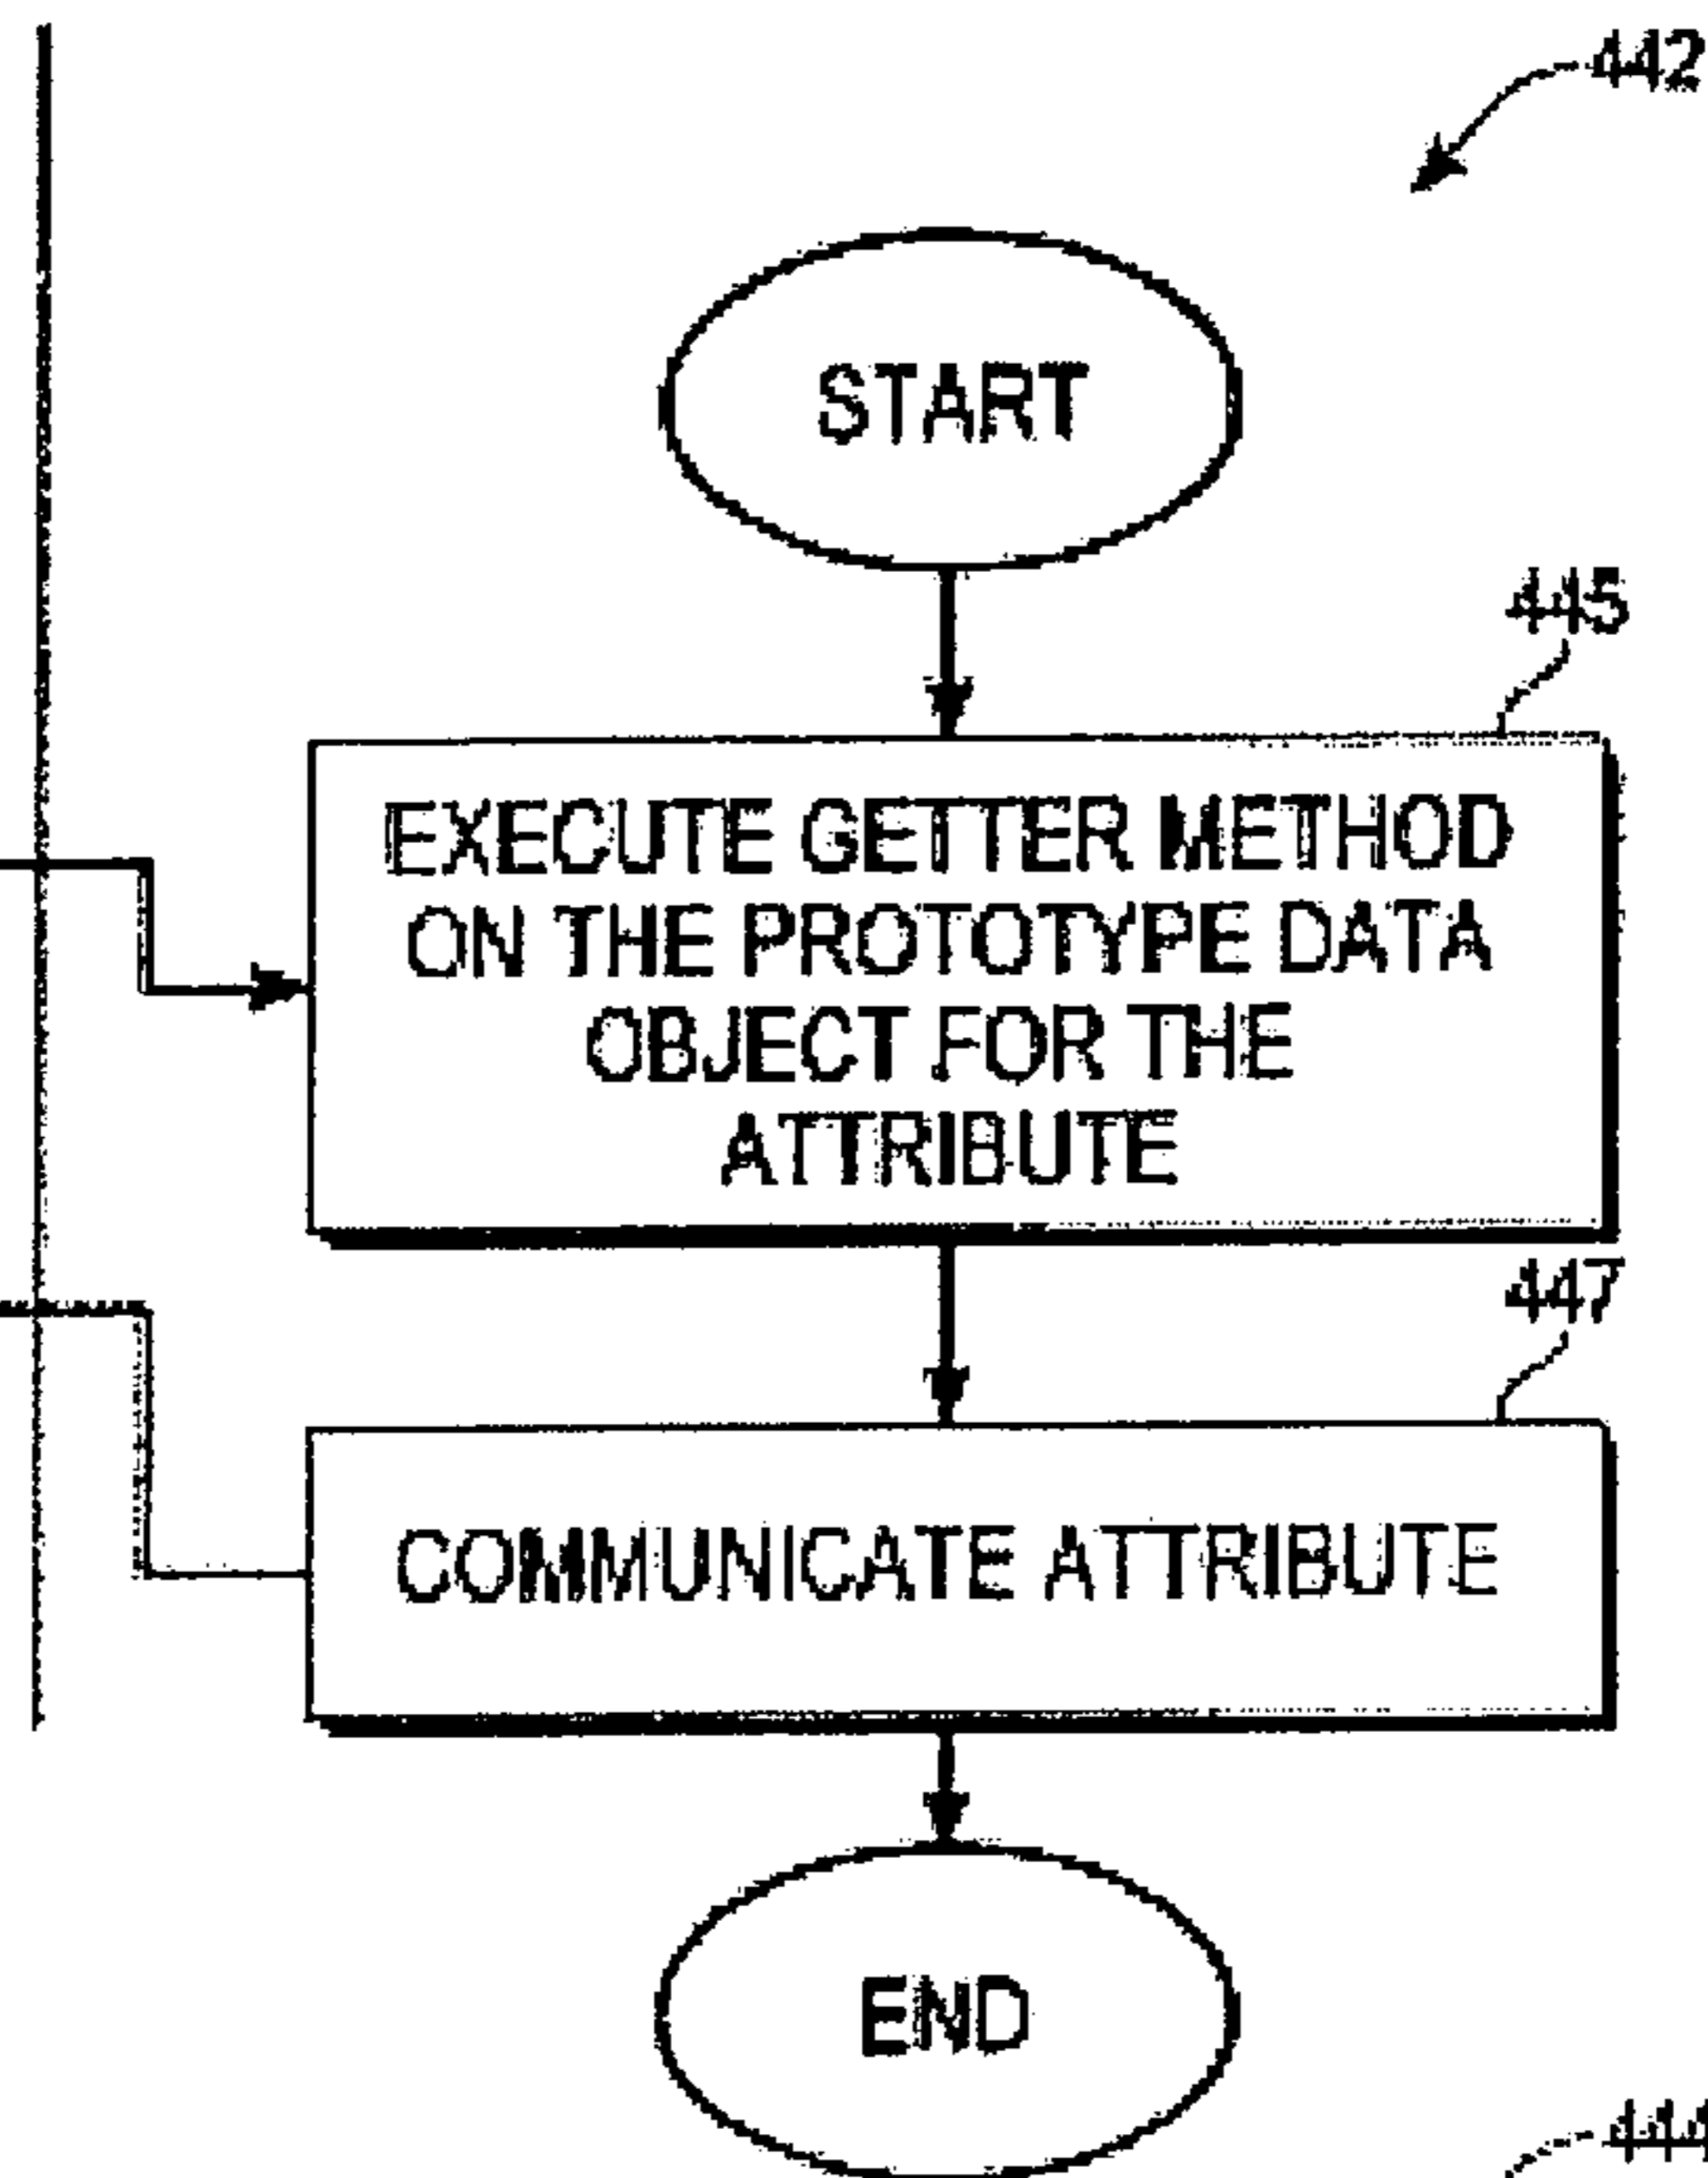 442
START
445
EXECUTE GETTER METHOD
ON THE PROTOTYPE DATA
OBJECT FOR THE
ATTRIBUTE
447
COMMUNICATE ATTRIBUTE
END